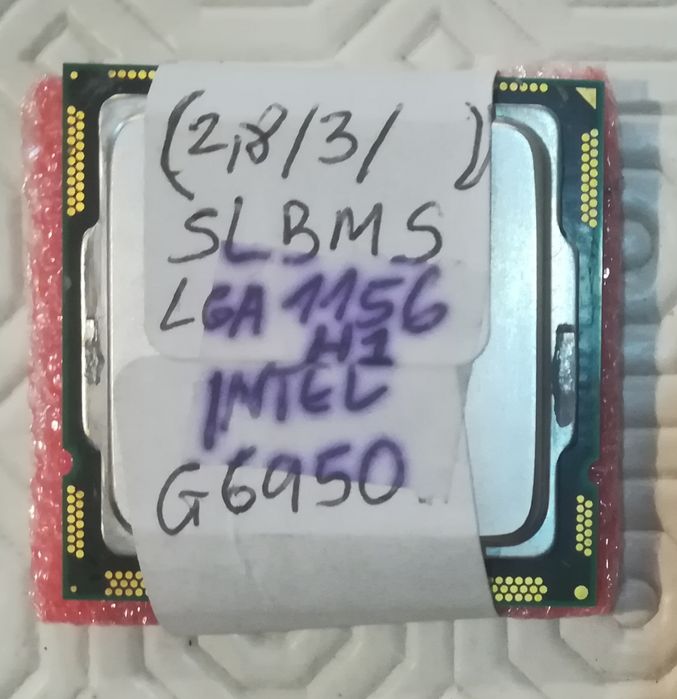 (2,8/3/ )
SLBMS
LGA 1156
H1
INTEL
G6950